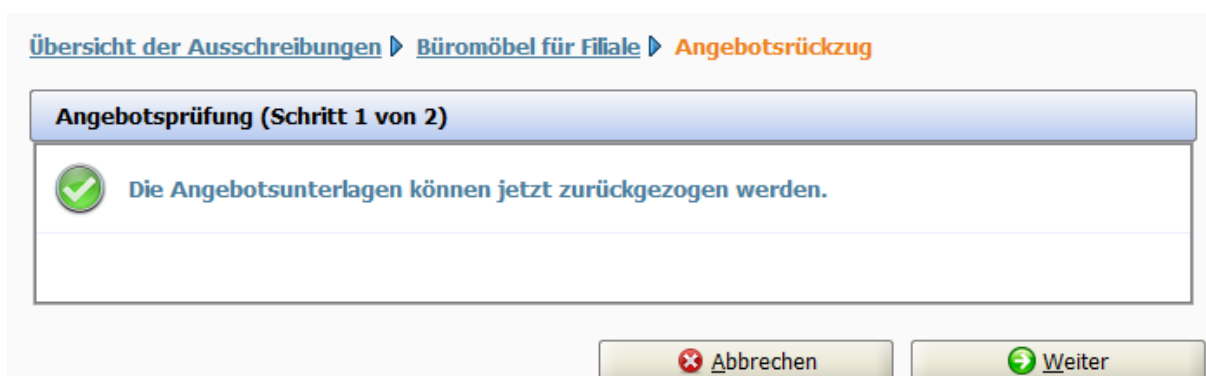 Übersicht der Ausschreibungen Büromöbel für Filiale Angebotsrückzug
Angebotsprüfung (Schritt 1 von 2)
Die Angebotsunterlagen können jetzt zurückgezogen werden.
Abbrechen Weiter